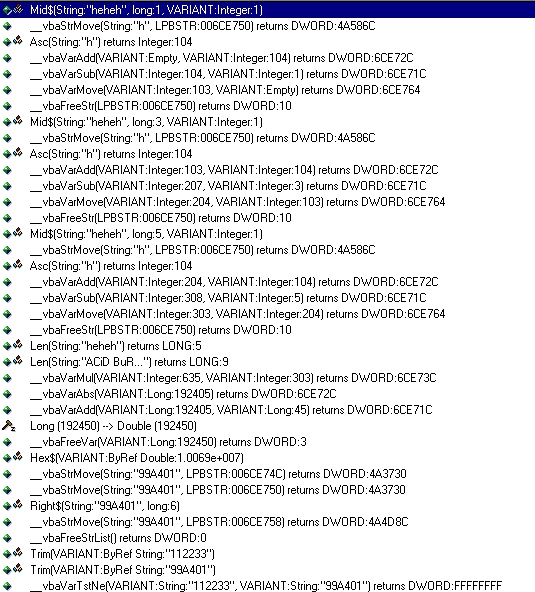 Mid$(String:"heheh", long:1, VARIANT:Integer:1)
__vbaStrMove(String:"h", LPBSTR:006CE750) returns DWORD:4A586C
Asc(String:"h") returns Integer:104
__vbaVarAdd(VARIANT:Empty, VARIANT:Integer:104) returns DWORD:6CE72C
__vbaVarSub(VARIANT:Integer:104, VARIANT:Integer:1) returns DWORD:6CE71C
__vbaVarMove(VARIANT:Integer:103, VARIANT:Empty) returns DWORD:6CE764
__vbaFreeStr(LPBSTR:006CE750) returns DWORD:10
Mid$(String:"heheh", long:3, VARIANT:Integer:1)
__vbaStrMove(String:"h", LPBSTR:006CE750) returns DWORD:4A586C
Asc(String:"h") returns Integer:104
__vbaVarAdd(VARIANT:Integer:103, VARIANT:Integer:104) returns DWORD:6CE72C
__vbaVarSub(VARIANT:Integer:207, VARIANT:Integer:3) returns DWORD:6CE71C
__vbaVarMove(VARIANT:Integer:204, VARIANT:Integer:103) returns DWORD:6CE764
__vbaFreeStr(LPBSTR:006CE750) returns DWORD:10
Mid$(String:"heheh", long:5, VARIANT:Integer:1)
__vbaStrMove(String:"h", LPBSTR:006CE750) returns DWORD:4A586C
Asc(String:"h") returns Integer:104
__vbaVarAdd(VARIANT:Integer:204, VARIANT:Integer:104) returns DWORD:6CE72C
__vbaVarSub(VARIANT:Integer:308, VARIANT:Integer:5) returns DWORD:6CE71C
__vbaVarMove(VARIANT:Integer:303, VARIANT:Integer:204) returns DWORD:6CE764
__vbaFreeStr(LPBSTR:006CE750) returns DWORD:10
Len(String:"heheh") returns LONG:5
Len(String:"ACiD BuR...") returns LONG:9
__vbaVarMul(VARIANT:Integer:635, VARIANT:Integer:303) returns DWORD:6CE73C
__vbaVarAbs(VARIANT:Long:192405) returns DWORD:6CE72C
__vbaVarAdd(VARIANT:Long:192405, VARIANT:Long:45) returns DWORD:6CE71C
Long (192450) --> Double (192450)
__vbaFreeVar(VARIANT:Long:192450) returns DWORD:3
Hex$(VARIANT:ByRef Double:1.0069e+007)
__vbaStrMove(String:"99A401", LPBSTR:006CE74C) returns DWORD:4A3730
__vbaStrMove(String:"99A401", LPBSTR:006CE750) returns DWORD:4A3730
Right$(String:"99A401", long:6)
__vbaStrMove(String:"99A401", LPBSTR:006CE758) returns DWORD:4A4D8C
__vbaFreeStrList() returns DWORD:0
Trim(VARIANT:ByRef String:"112233")
Trim(VARIANT:ByRef String:"99A401")
__vbaVarTstNe(VARIANT:String:"112233", VARIANT:String:"99A401") returns DWORD:FFFFFFFF